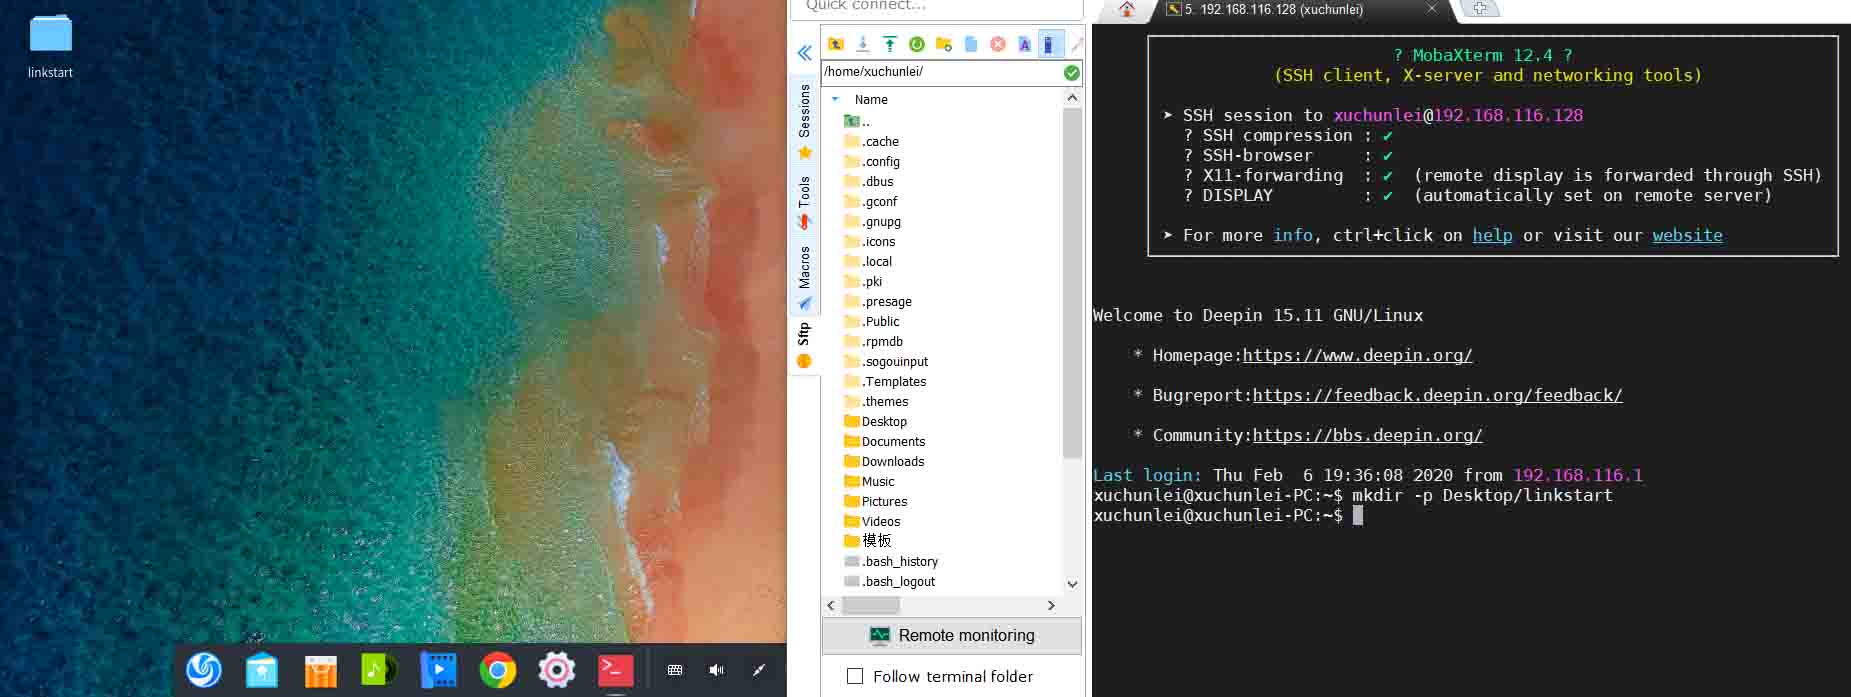 linkstart
Quick connect...
Sessions
Tools
Macros
Sftp
/home/xuchunlei/
Name
..
.cache
.config
.dbus
.gconf
.gnupg
.icons
.local
.pki
.presage
.Public
.rpmdb
.sogouinput
.Templates
.themes
Desktop
Documents
Downloads
Music
Pictures
Videos
模板
.bash_history
.bash_logout
Remote monitoring
Follow terminal folder
5. 192.168.116.128 (xuchunlei)
? MobaXterm 12.4 ?
(SSH client, X-server and networking tools)
➤ SSH session to xuchunlei@192.168.116.128
? SSH compression : ✔
? SSH-browser : ✔
? X11-forwarding : ✔ (remote display is forwarded through SSH)
? DISPLAY : ✔ (automatically set on remote server)
➤ For more info, ctrl+click on help or visit our website
Welcome to Deepin 15.11 GNU/Linux
* Homepage:https://www.deepin.org/
* Bugreport:https://feedback.deepin.org/feedback/
* Community:https://bbs.deepin.org/
Last login: Thu Feb  6 19:36:08 2020 from 192.168.116.1
xuchunlei@xuchunlei-PC:~$ mkdir -p Desktop/linkstart
xuchunlei@xuchunlei-PC:~$